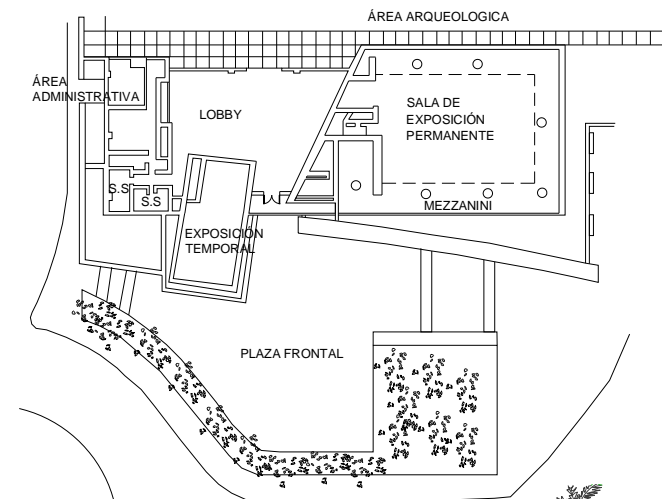 ÁREA ARQUEOLOGICA
ÁREA
ADMINISTRATIVA
LOBBY
SALA DE
EXPOSICIÓN
PERMANENTE
S.S
S.S
MEZZANINI
EXPOSICIÓN
TEMPORAL
PLAZA FRONTAL